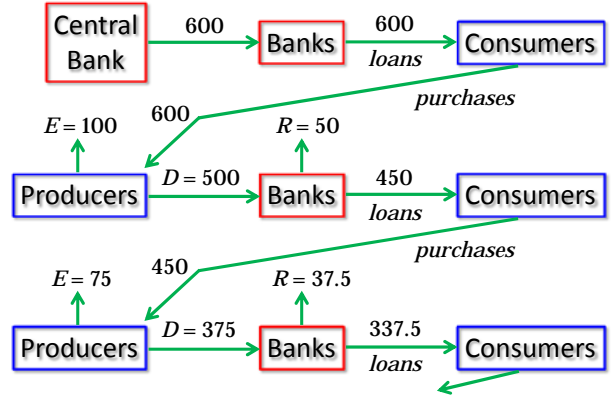 Central
Bank
600
Banks
600
loans
Consumers
purchases
600
E = 100
R = 50
Producers
D = 500
Banks
450
loans
Consumers
purchases
450
E = 75
R = 37.5
Producers
D = 375
Banks
337.5
loans
Consumers